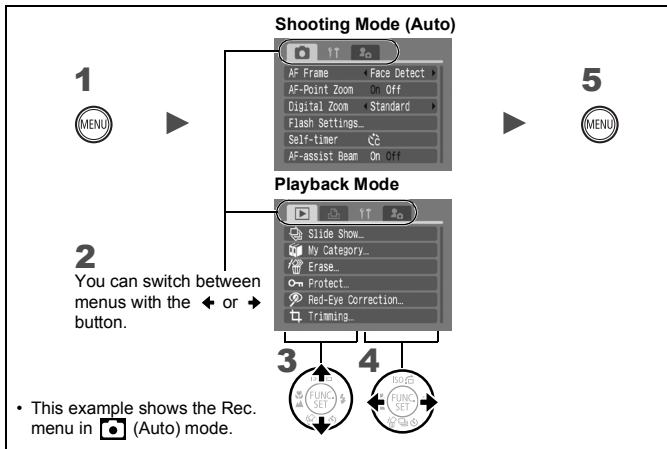 Shooting Mode (Auto)
1
MENU
AF Frame Face Detect
AF-Point Zoom On Off
Digital Zoom Standard
Flash Settings…
Self-timer
AF-assist Beam On Off
5
MENU
Playback Mode
Slide Show…
My Category…
Erase…
Protect…
Red-Eye Correction…
Trimming…
2
You can switch between
menus with the ← or →
button.
3
FUNC.
SET
4
ISO
FUNC.
SET
• This example shows the Rec.
menu in (Auto) mode.